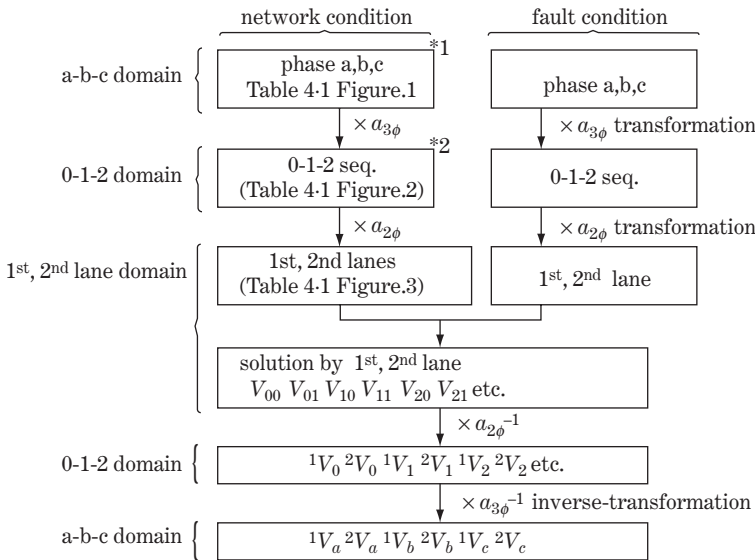 network condition
fault condition
a-b-c domain
phase a,b,c
Table 4·1 Figure.1
*1
phase a,b,c
× a3ϕ
× a3ϕ transformation
0-1-2 domain
0-1-2 seq.
(Table 4·1 Figure.2)
*2
0-1-2 seq.
× a2ϕ
× a2ϕ transformation
1st, 2nd lane domain
1st, 2nd lanes
(Table 4·1 Figure.3)
1st, 2nd lane
solution by 1st, 2nd lane
V00 V01 V10 V11 V20 V21 etc.
× a2ϕ-1
0-1-2 domain
1V0 2V0 1V1 2V1 1V2 2V2 etc.
× a3ϕ-1 inverse-transformation
a-b-c domain
1Va 2Va 1Vb 2Vb 1Vc 2Vc